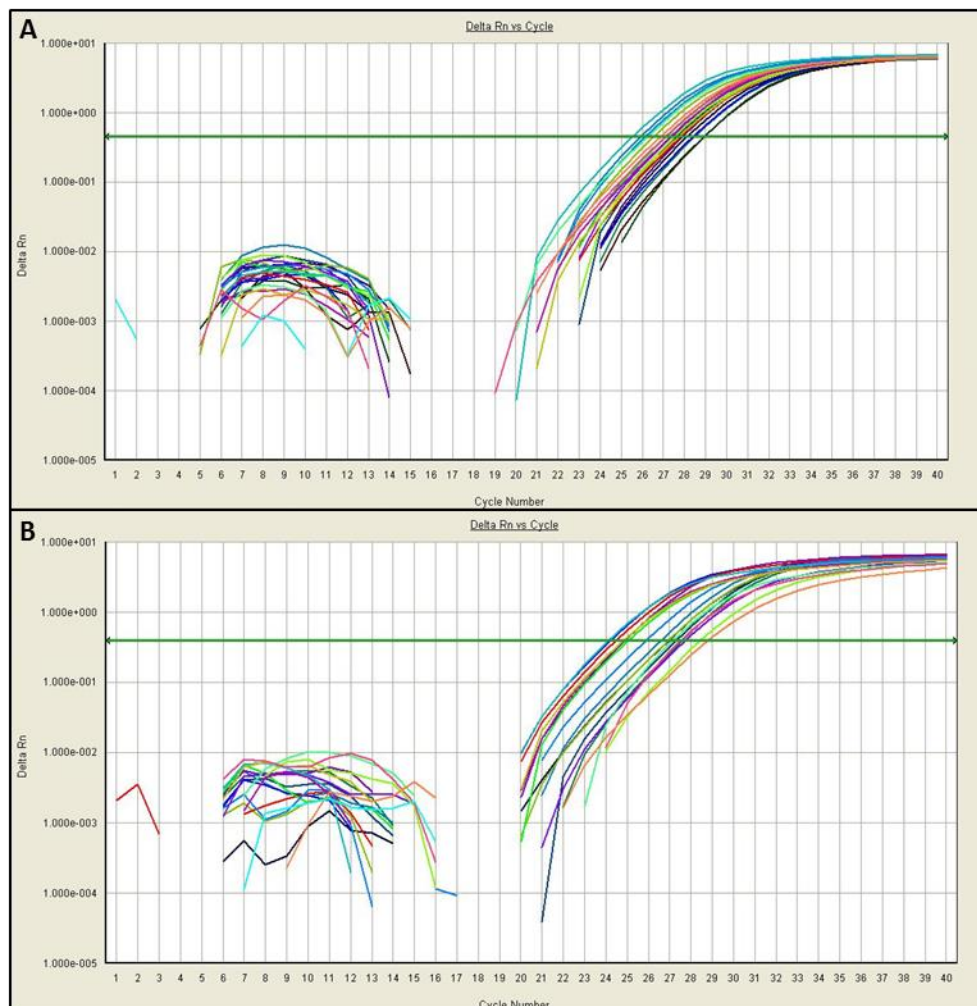 A
Delta Rn vs Cycle
1.000e+001
1.000e+000
1.000e-001
1.000e-002
1.000e-003
1.000e-004
1.000e-005
Delta Rn
1 2 3 4 5 6 7 8 9 10 11 12 13 14 15 16 17 18 19 20 21 22 23 24 25 26 27 28 29 30 31 32 33 34 35 36 37 38 39 40
Cycle Number
B
Delta Rn vs Cycle
1.000e+001
1.000e+000
1.000e-001
1.000e-002
1.000e-003
1.000e-004
1.000e-005
Delta Rn
1 2 3 4 5 6 7 8 9 10 11 12 13 14 15 16 17 18 19 20 21 22 23 24 25 26 27 28 29 30 31 32 33 34 35 36 37 38 39 40
Cycle Number